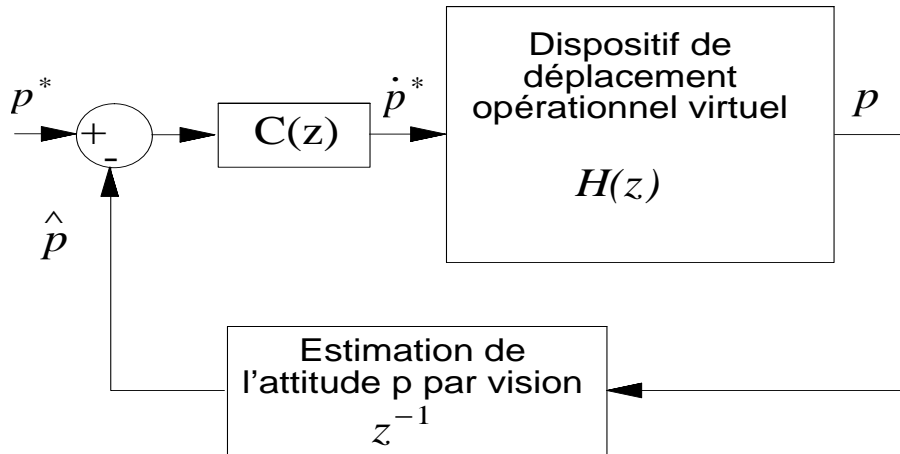 p*
+
-
C(z)
ṗ*
Dispositif de
déplacement
opérationnel virtuel
H(z)
p
p̂
Estimation de
l'attitude p par vision
z⁻¹